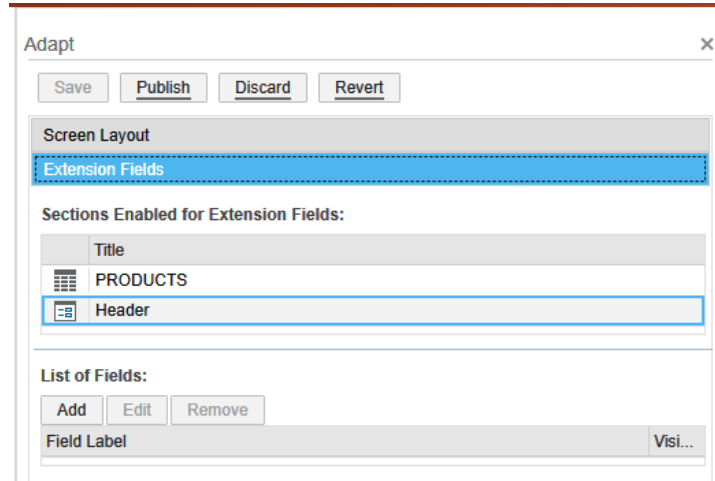 Adapt
Save Publish Discard Revert
Screen Layout
Extension Fields
Sections Enabled for Extension Fields:
Title
PRODUCTS
Header
List of Fields:
Add Edit Remove
Field Label Visi...